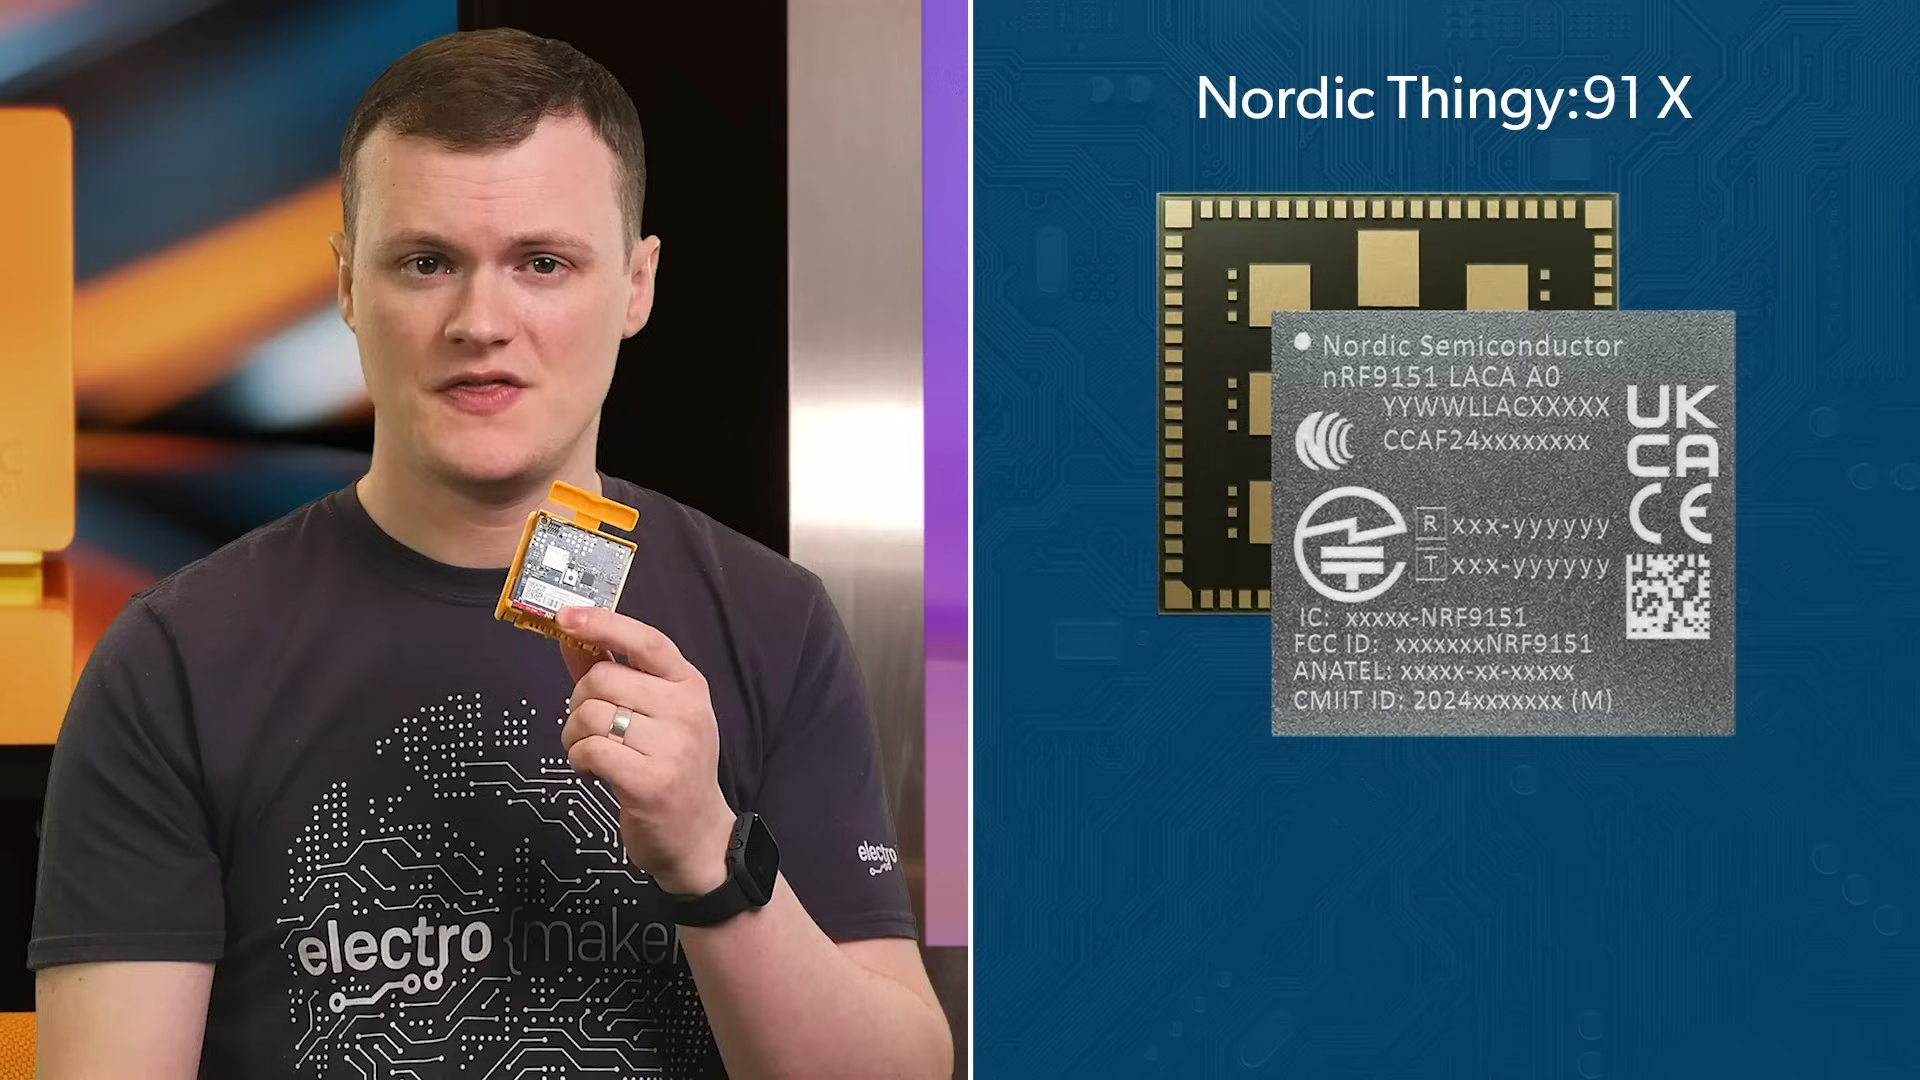 Nordic Thingy:91 X
Nordic Semiconductor
nRF9151 LACA A0
YYWWLLACXXXXX
CCAF24xxxxxxxx
UK
CA
CE
R xxx-yyyyyy
T xxx-yyyyyy
IC: xxxxx-NRF9151
FCC ID: xxxxxxxNRF9151
ANATEL: xxxxx-xx-xxxxx
CMIIT ID: 2024xxxxxxx (M)
electro
electro {maker